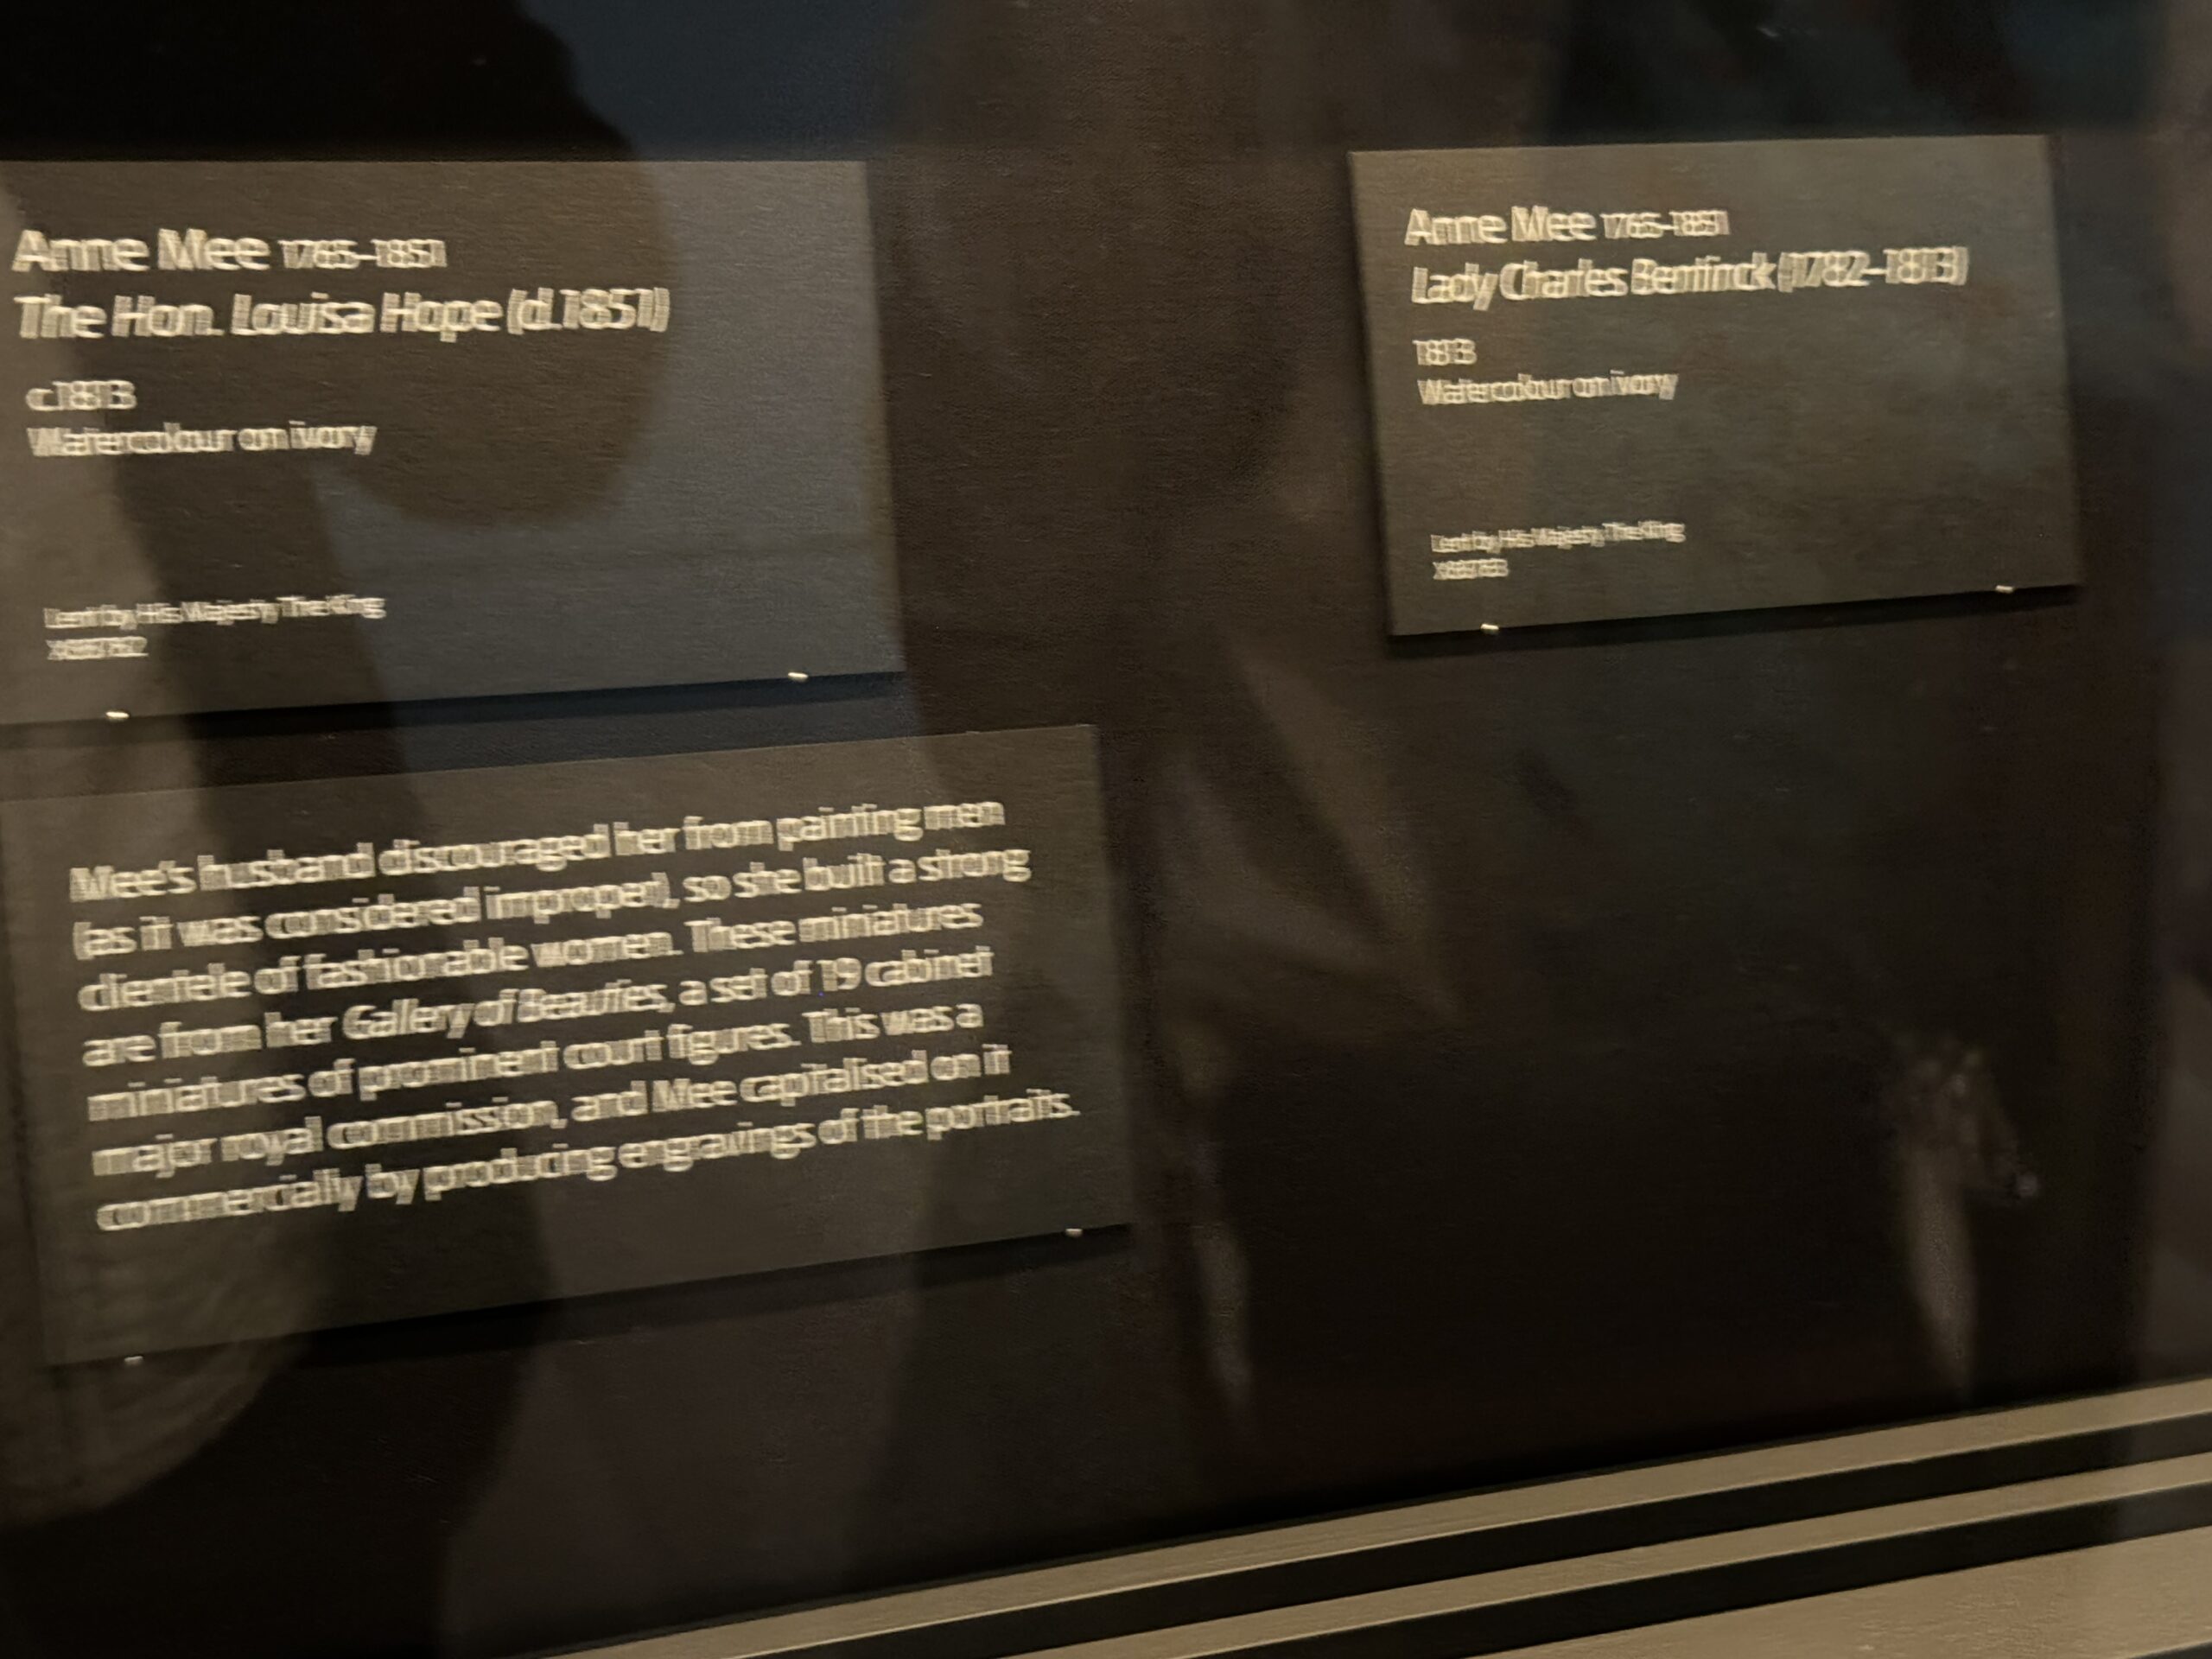 Anne Mee 1765–1851
The Hon. Louisa Hope (d.1851)
c.1813
Watercolour on ivory
Lent by His Majesty The King
Anne Mee 1765–1851
Lady Charles Bentinck (1782–1813)
1813
Watercolour on ivory
Lent by His Majesty The King
Mee's husband discouraged her from painting men
(as it was considered improper), so she built a strong
clientele of fashionable women. These miniatures
are from her Gallery of Beauties, a set of 19 cabinet
miniatures of prominent court figures. This was a
major royal commission, and Mee capitalised on it
commercially by producing engravings of the portraits.